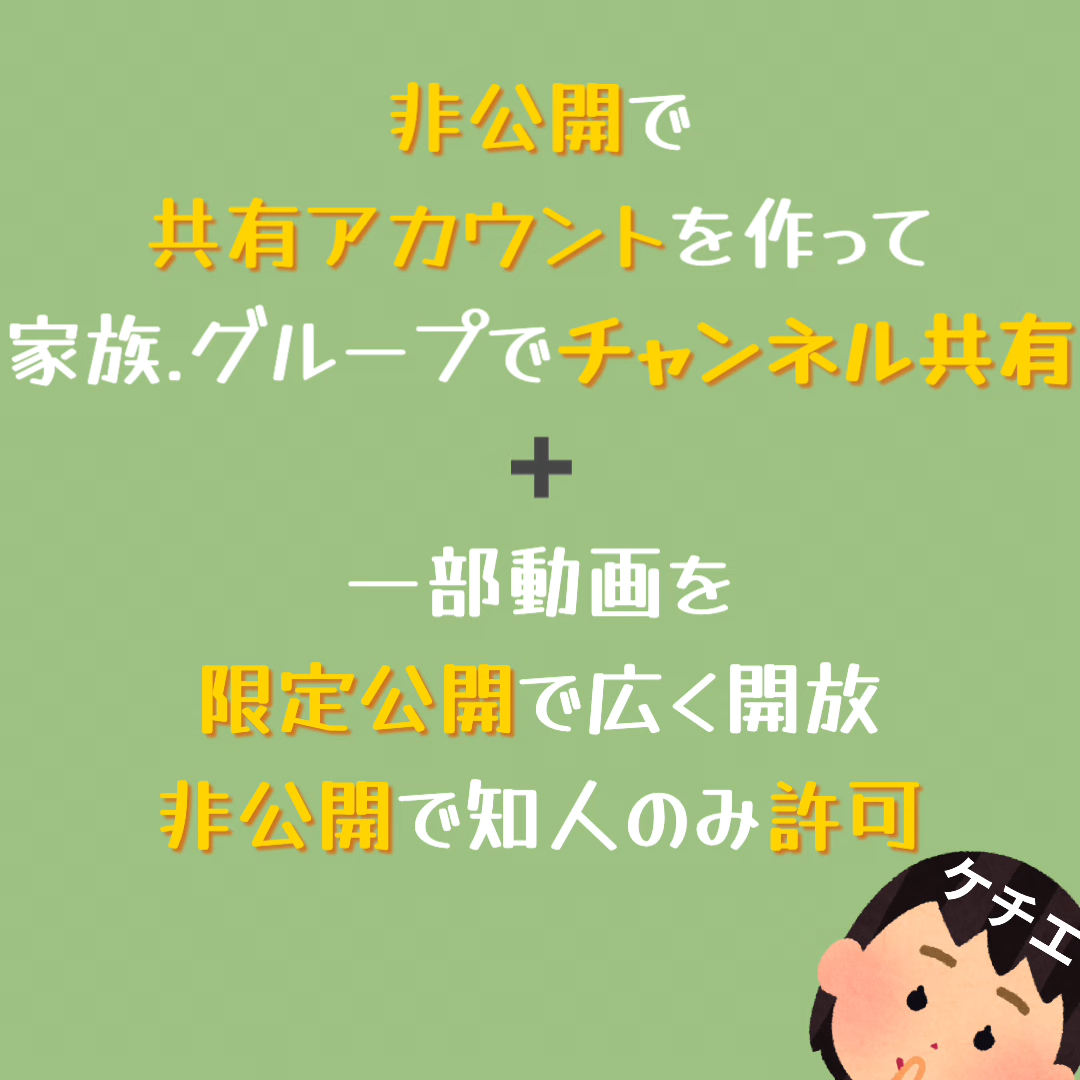 非公開で
共有アカウントを作って
家族.グループでチャンネル共有
+
一部動画を
限定公開で広く開放
非公開で知人のみ許可
ケチエ